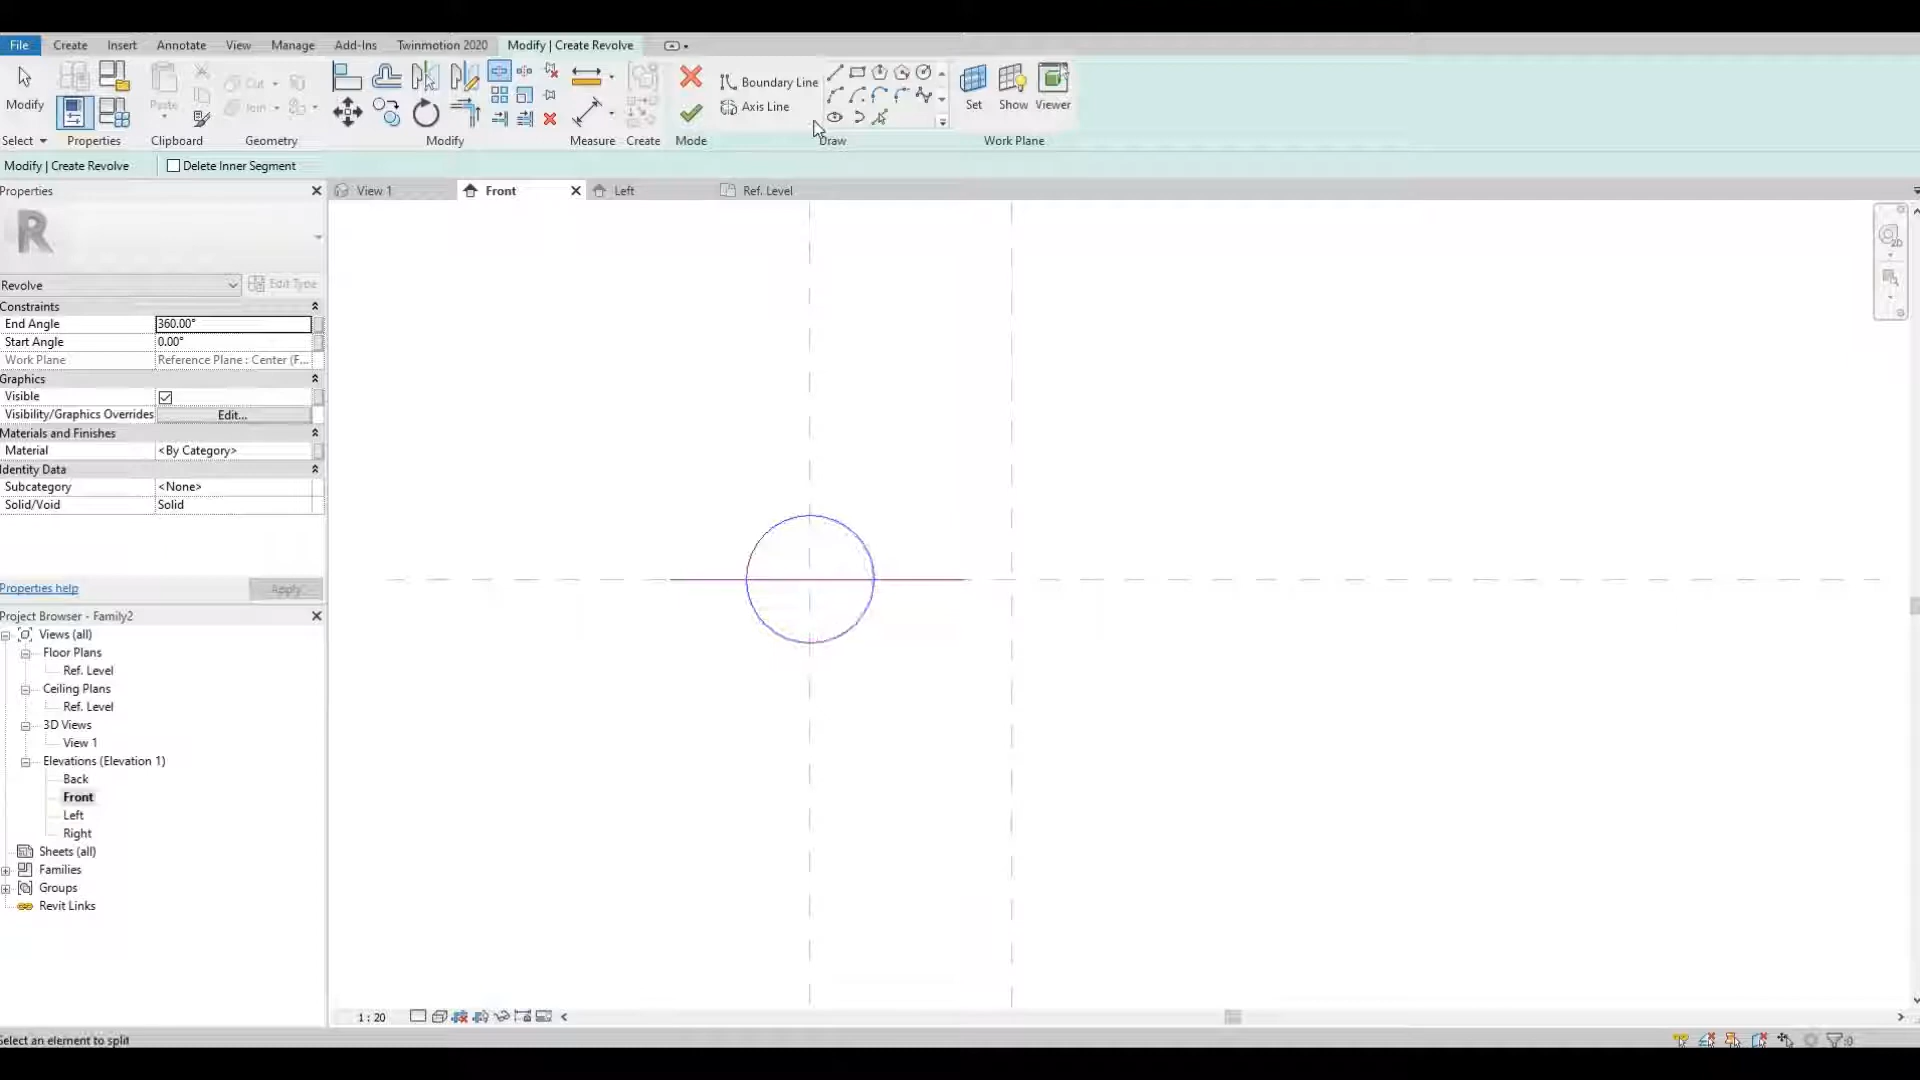 File Create Insert Annotate View Manage Add-Ins Twinmotion 2020 Modify | Create Revolve
Modify
Paste
Cut
Join
Boundary Line
Axis Line
Set Show Viewer
Select Properties Clipboard Geometry Modify Measure Create Mode Draw Work Plane
Modify | Create Revolve Delete Inner Segment
Properties
View 1 Front Left Ref. Level
R
2D
Revolve Edit Type
Constraints
End Angle 360.00°
Start Angle 0.00°
Work Plane Reference Plane : Center (F...
Graphics
Visible
Visibility/Graphics Overrides Edit...
Materials and Finishes
Material <By Category>
Identity Data
Subcategory <None>
Solid/Void Solid
Properties help Apply
Project Browser - Family2
Views (all)
Floor Plans
Ref. Level
Ceiling Plans
Ref. Level
3D Views
View 1
Elevations (Elevation 1)
Back
Front
Left
Right
Sheets (all)
Families
Groups
Revit Links
1 : 20
Select an element to split
:0